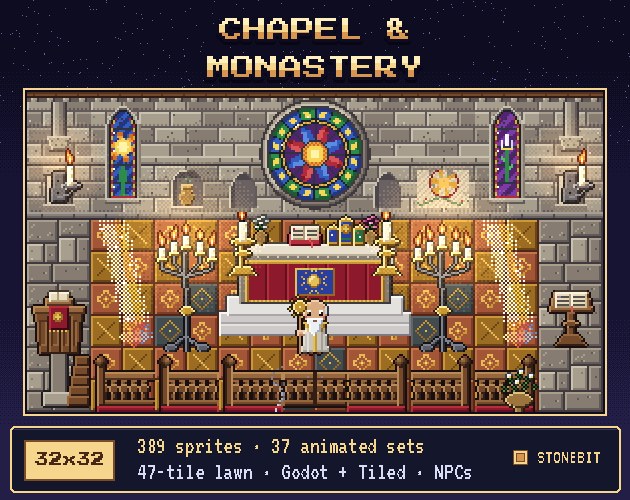 CHAPEL &
MONASTERY
32x32
389 sprites · 37 animated sets
47-tile lawn · Godot + Tiled · NPCs
STONEBIT